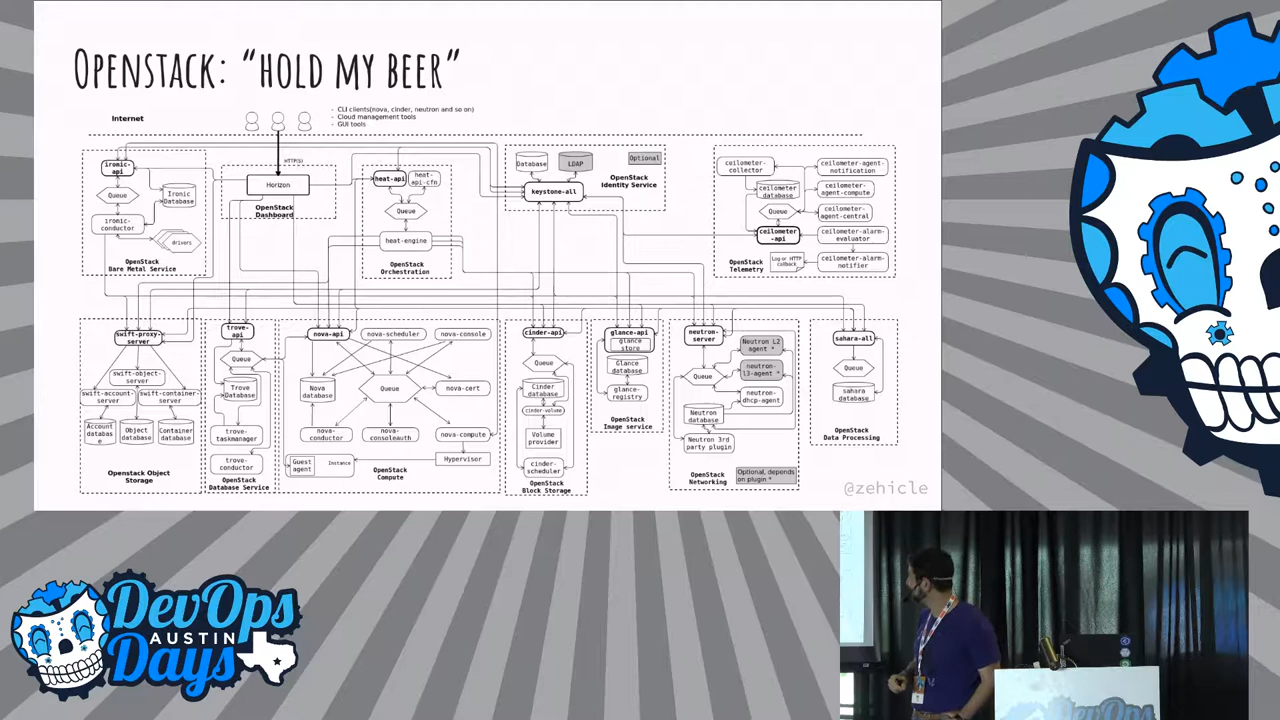 OPENSTACK: "HOLD MY BEER"
Internet
- CLI clients(nova, cinder, neutron and so on)
- Cloud management tools
- GUI tools
HTTP(S)
ironic-
api
Queue
Ironic
Database
ironic-
conductor
drivers
OpenStack
Bare Metal Service
Horizon
OpenStack
Dashboard
heat-api
heat-
api-cfn
Queue
heat-engine
OpenStack
Orchestration
Database
LDAP
Optional
keystone-all
OpenStack
Identity Service
ceilometer-
collector
ceilometer-agent-
notification
ceilometer
database
ceilometer-
agent-compute
Queue
ceilometer-
agent-central
ceilometer
-api
ceilometer-alarm-
evaluator
Log or HTTP
callback
ceilometer-alarm-
notifier
OpenStack
Telemetry
swift-proxy-
server
swift-object-
server
swift-account-
server
swift-container-
server
Account
databas
e
Object
database
Container
database
Openstack Object
Storage
trove-
api
Queue
Trove
Database
trove-
taskmanager
trove-
conductor
OpenStack
Database Service
nova-api
nova-scheduler
nova-console
Nova
database
Queue
nova-cert
nova-
conductor
nova-
consoleauth
nova-compute
Guest
agent
Instance
Hypervisor
OpenStack
Compute
cinder-api
Queue
Cinder
database
cinder-volume
Volume
provider
cinder-
scheduler
OpenStack
Block Storage
glance-api
glance
store
Glance
database
glance-
registry
OpenStack
Image service
neutron-
server
Neutron L2
agent *
Queue
neutron-
l3-agent *
neutron-
dhcp-agent
Neutron
database
Neutron 3rd
party plugin
OpenStack
Networking
Optional, depends
on plugin *
sahara-all
Queue
sahara
database
OpenStack
Data Processing
@zehicle
DevOps
AUSTIN
Days
DevOps